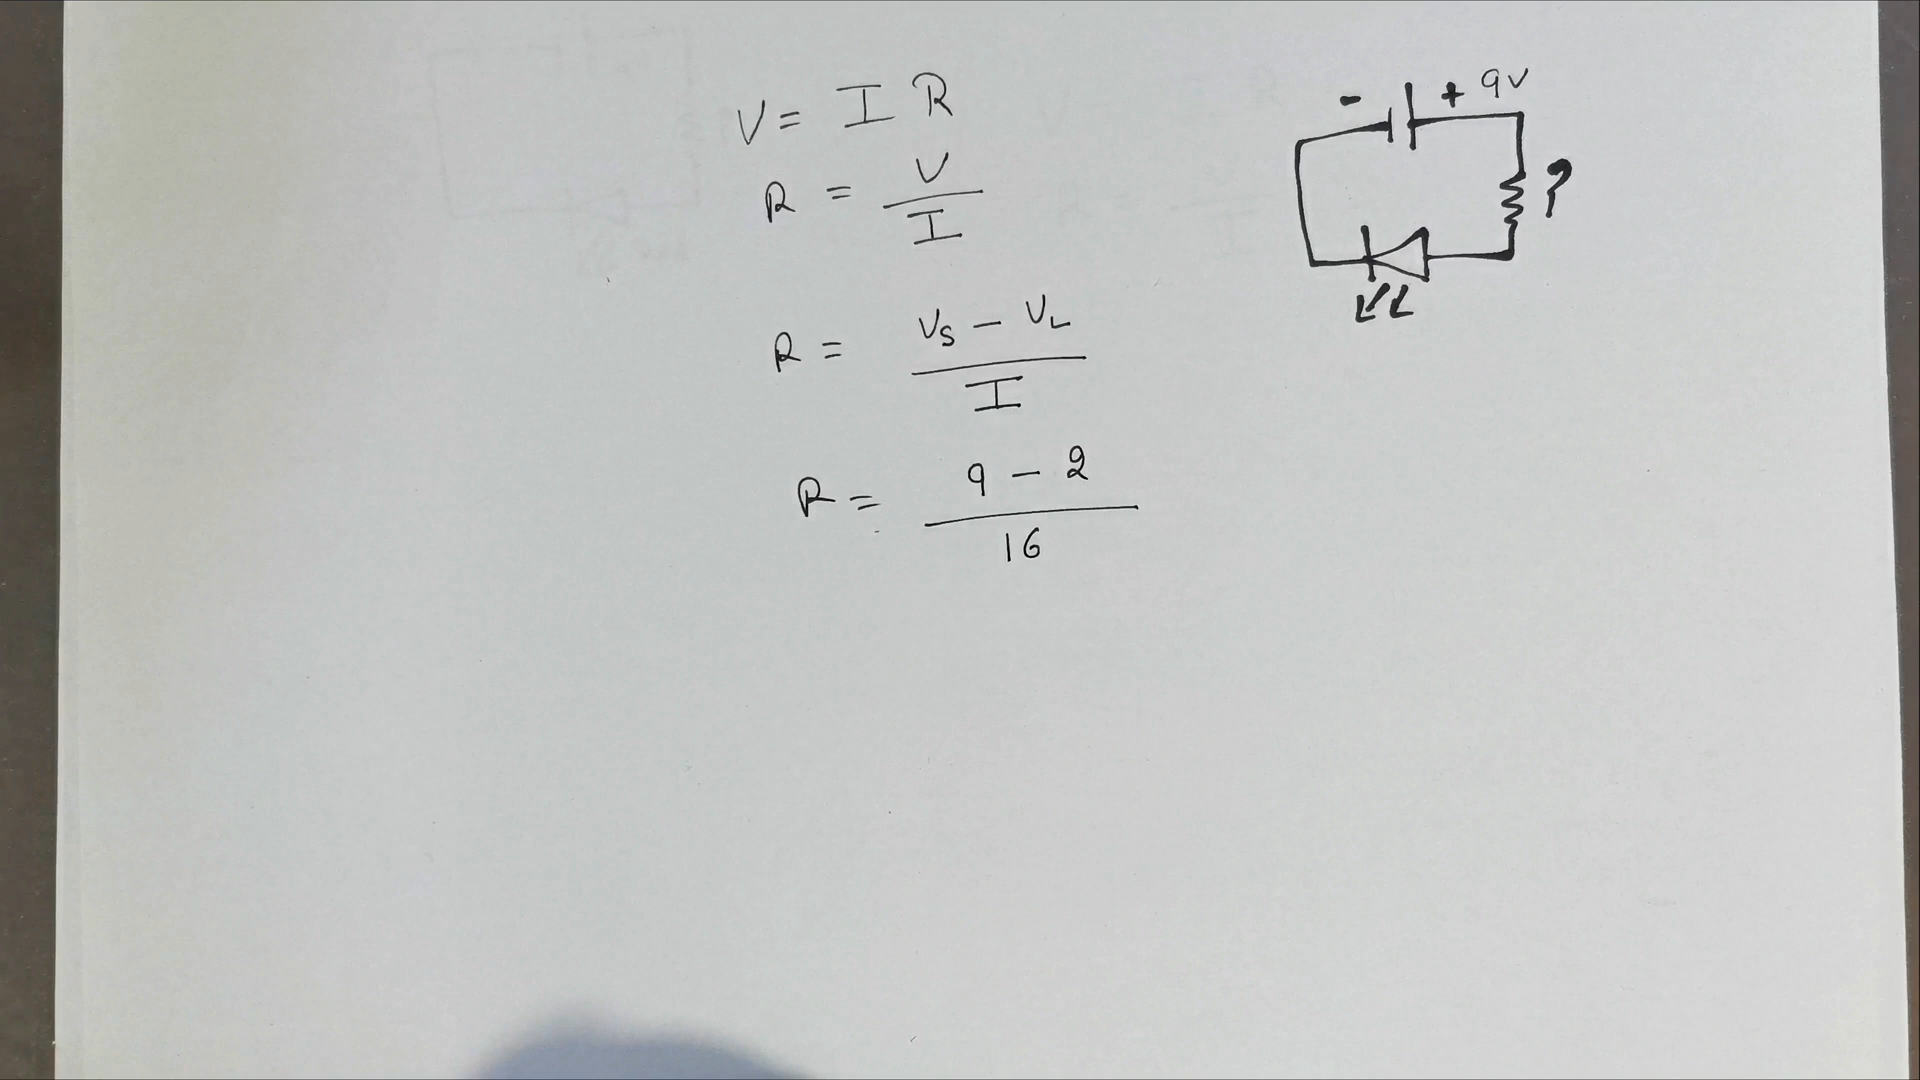 V = I R
R = V / I
R = VS - VL / I
R = 9 - 2 / 16
- + 9V
?